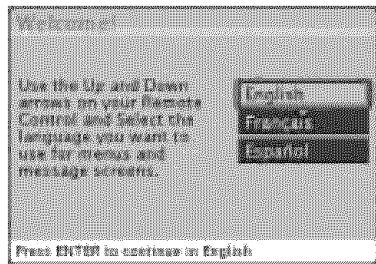 Welcome!
Use the Up and Down
arrows on your Remote
Control and Select the
language you want to
use for menus and
message screens.
English
Français
Español
Press ENTER to continue in English